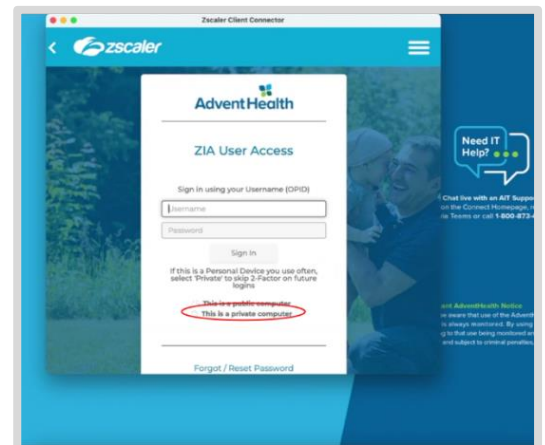 Zscaler Client Connector
zscaler
AdventHealth
ZIA User Access
Sign in using your Username (OPID)
Username
Password
Sign In
If this is a Personal Device you use often,
select 'Private' to skip 2-Factor on future
logins
This is a public computer
This is a private computer
Forgot / Reset Password
Need IT
Help?
Chat live with an AIT Suppo
on the Connect Homepage, r
ia Teams or call 1-800-873-
ant AdventHealth Notice
e aware that use of the Adventh
is always monitored. By using
g to that use being monitored an
and subject to criminal penalties,